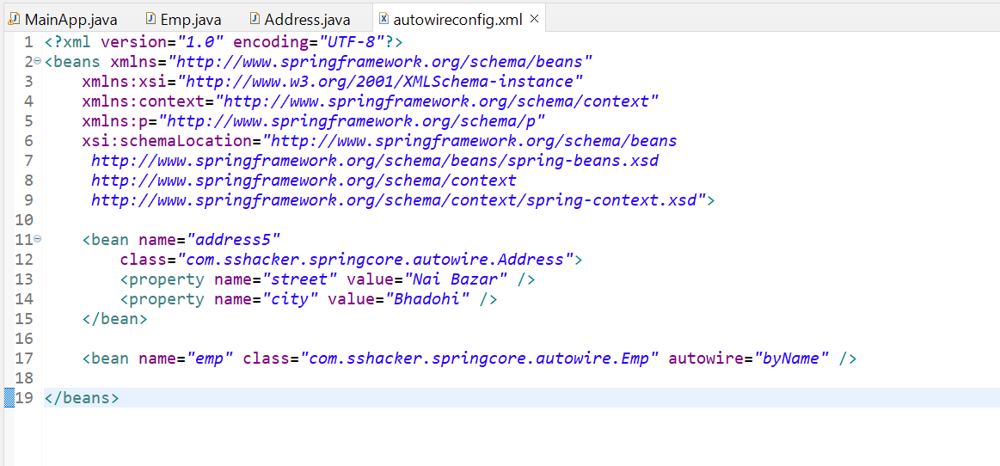 MainApp.java Emp.java Address.java autowireconfig.xml
1 <?xml version="1.0" encoding="UTF-8"?>
2 <beans xmlns="http://www.springframework.org/schema/beans"
3 xmlns:xsi="http://www.w3.org/2001/XMLSchema-instance"
4 xmlns:context="http://www.springframework.org/schema/context"
5 xmlns:p="http://www.springframework.org/schema/p"
6 xsi:schemaLocation="http://www.springframework.org/schema/beans
7 http://www.springframework.org/schema/beans/spring-beans.xsd
8 http://www.springframework.org/schema/context
9 http://www.springframework.org/schema/context/spring-context.xsd">
10
11 <bean name="address5"
12 class="com.sshacker.springcore.autowire.Address">
13 <property name="street" value="Nai Bazar" />
14 <property name="city" value="Bhadohi" />
15 </bean>
16
17 <bean name="emp" class="com.sshacker.springcore.autowire.Emp" autowire="byName" />
18
19 </beans>